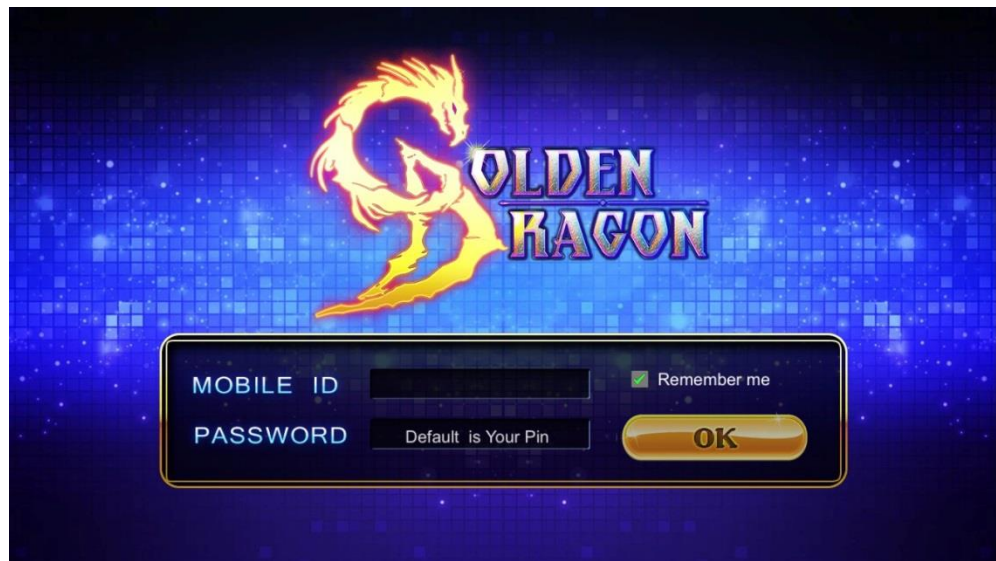 GOLDEN
DRAGON
MOBILE ID
Remember me
PASSWORD
Default is Your Pin
OK